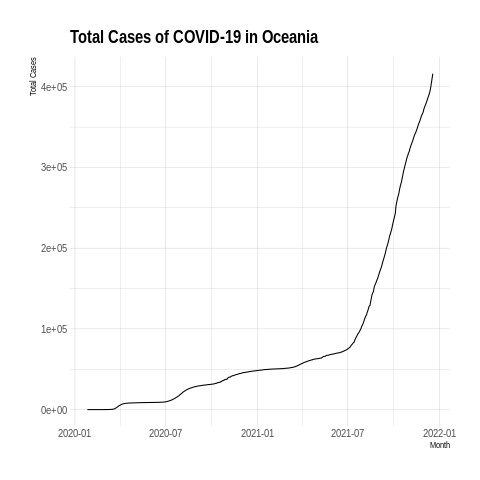 Total Cases of COVID-19 in Oceania
Total Cases
4e+05
3e+05
2e+05
1e+05
0e+00
2020-01 2020-07 2021-01 2021-07 2022-01
Month